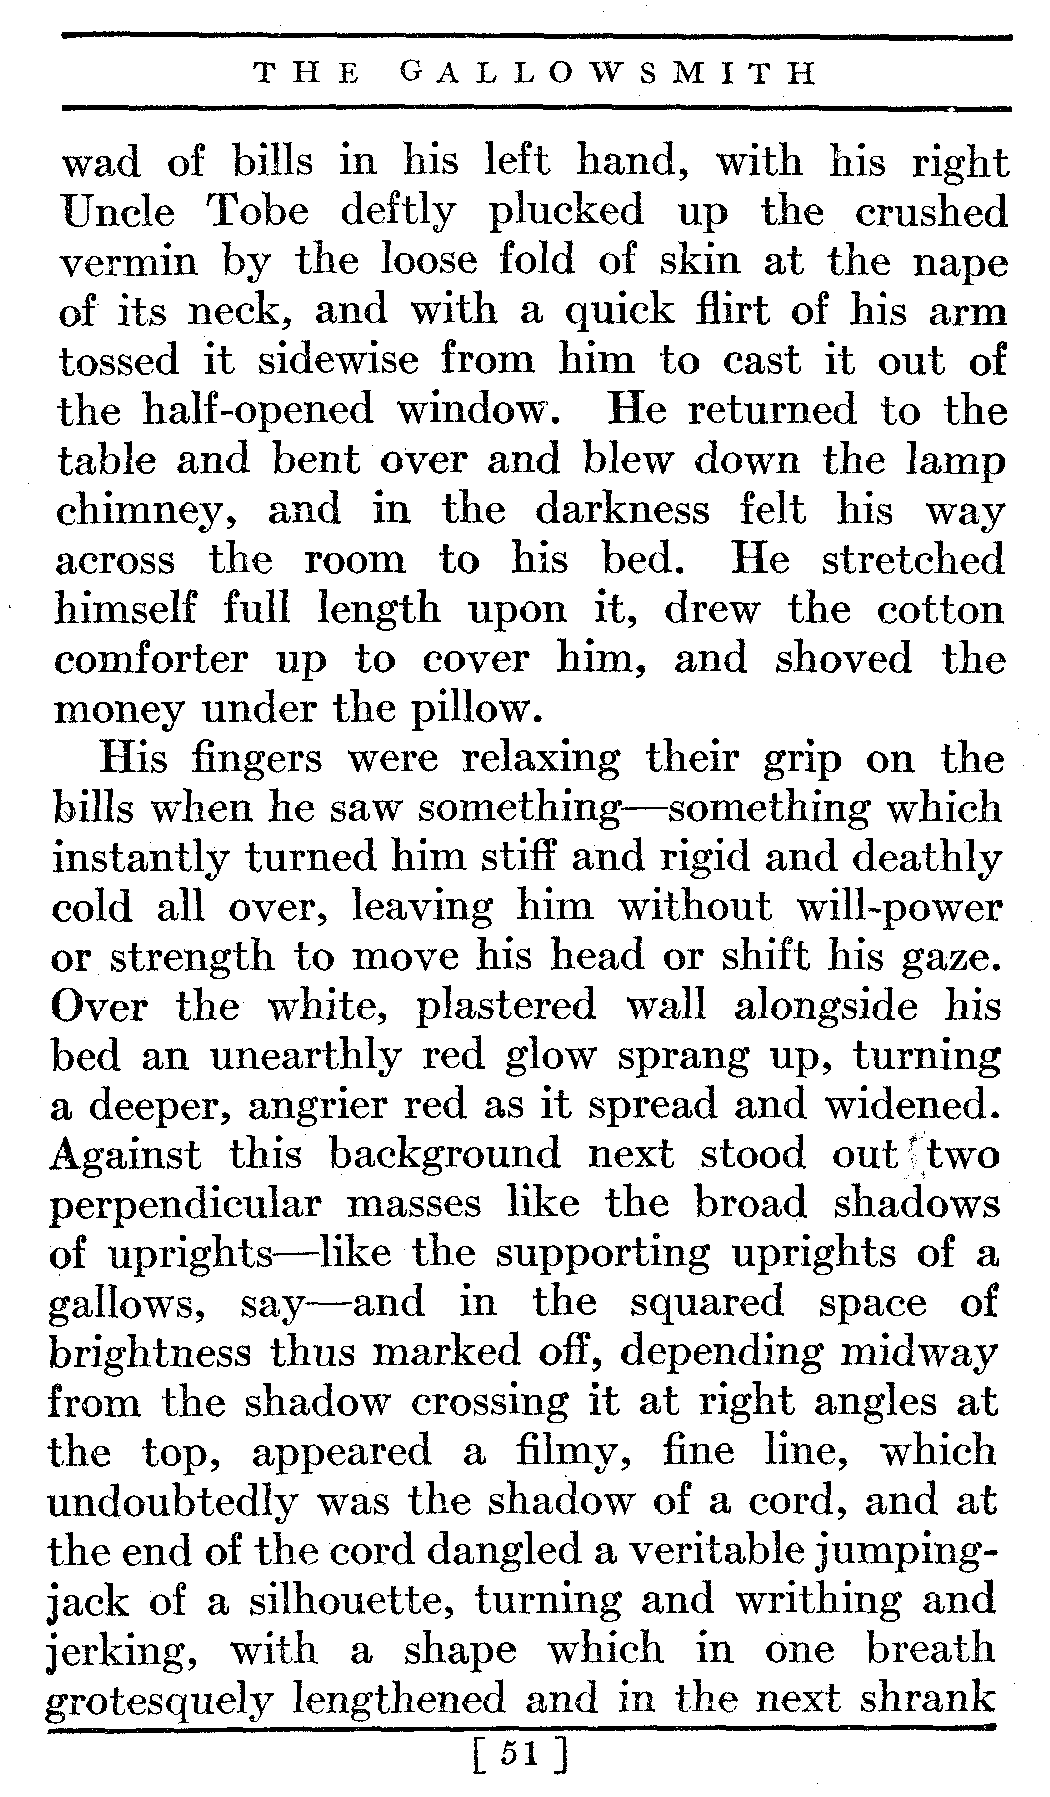 THE GALLOWSMITH
wad of bills in his left hand, with his right
Uncle Tobe deftly plucked up the crushed
vermin by the loose fold of skin at the nape
of its neck, and with a quick flirt of his arm
tossed it sidewise from him to cast it out of
the half-opened window. He returned to the
table and bent over and blew down the lamp
chimney, and in the darkness felt his way
across the room to his bed. He stretched
himself full length upon it, drew the cotton
comforter up to cover him, and shoved the
money under the pillow.
His fingers were relaxing their grip on the
bills when he saw something—something which
instantly turned him stiff and rigid and deathly
cold all over, leaving him without will-power
or strength to move his head or shift his gaze.
Over the white, plastered wall alongside his
bed an unearthly red glow sprang up, turning
a deeper, angrier red as it spread and widened.
Against this background next stood out two
perpendicular masses like the broad shadows
of uprights—like the supporting uprights of a
gallows, say—and in the squared space of
brightness thus marked off, depending midway
from the shadow crossing it at right angles at
the top, appeared a filmy, fine line, which
undoubtedly was the shadow of a cord, and at
the end of the cord dangled a veritable jumping-
jack of a silhouette, turning and writhing and
jerking, with a shape which in one breath
grotesquely lengthened and in the next shrank
[ 51 ]